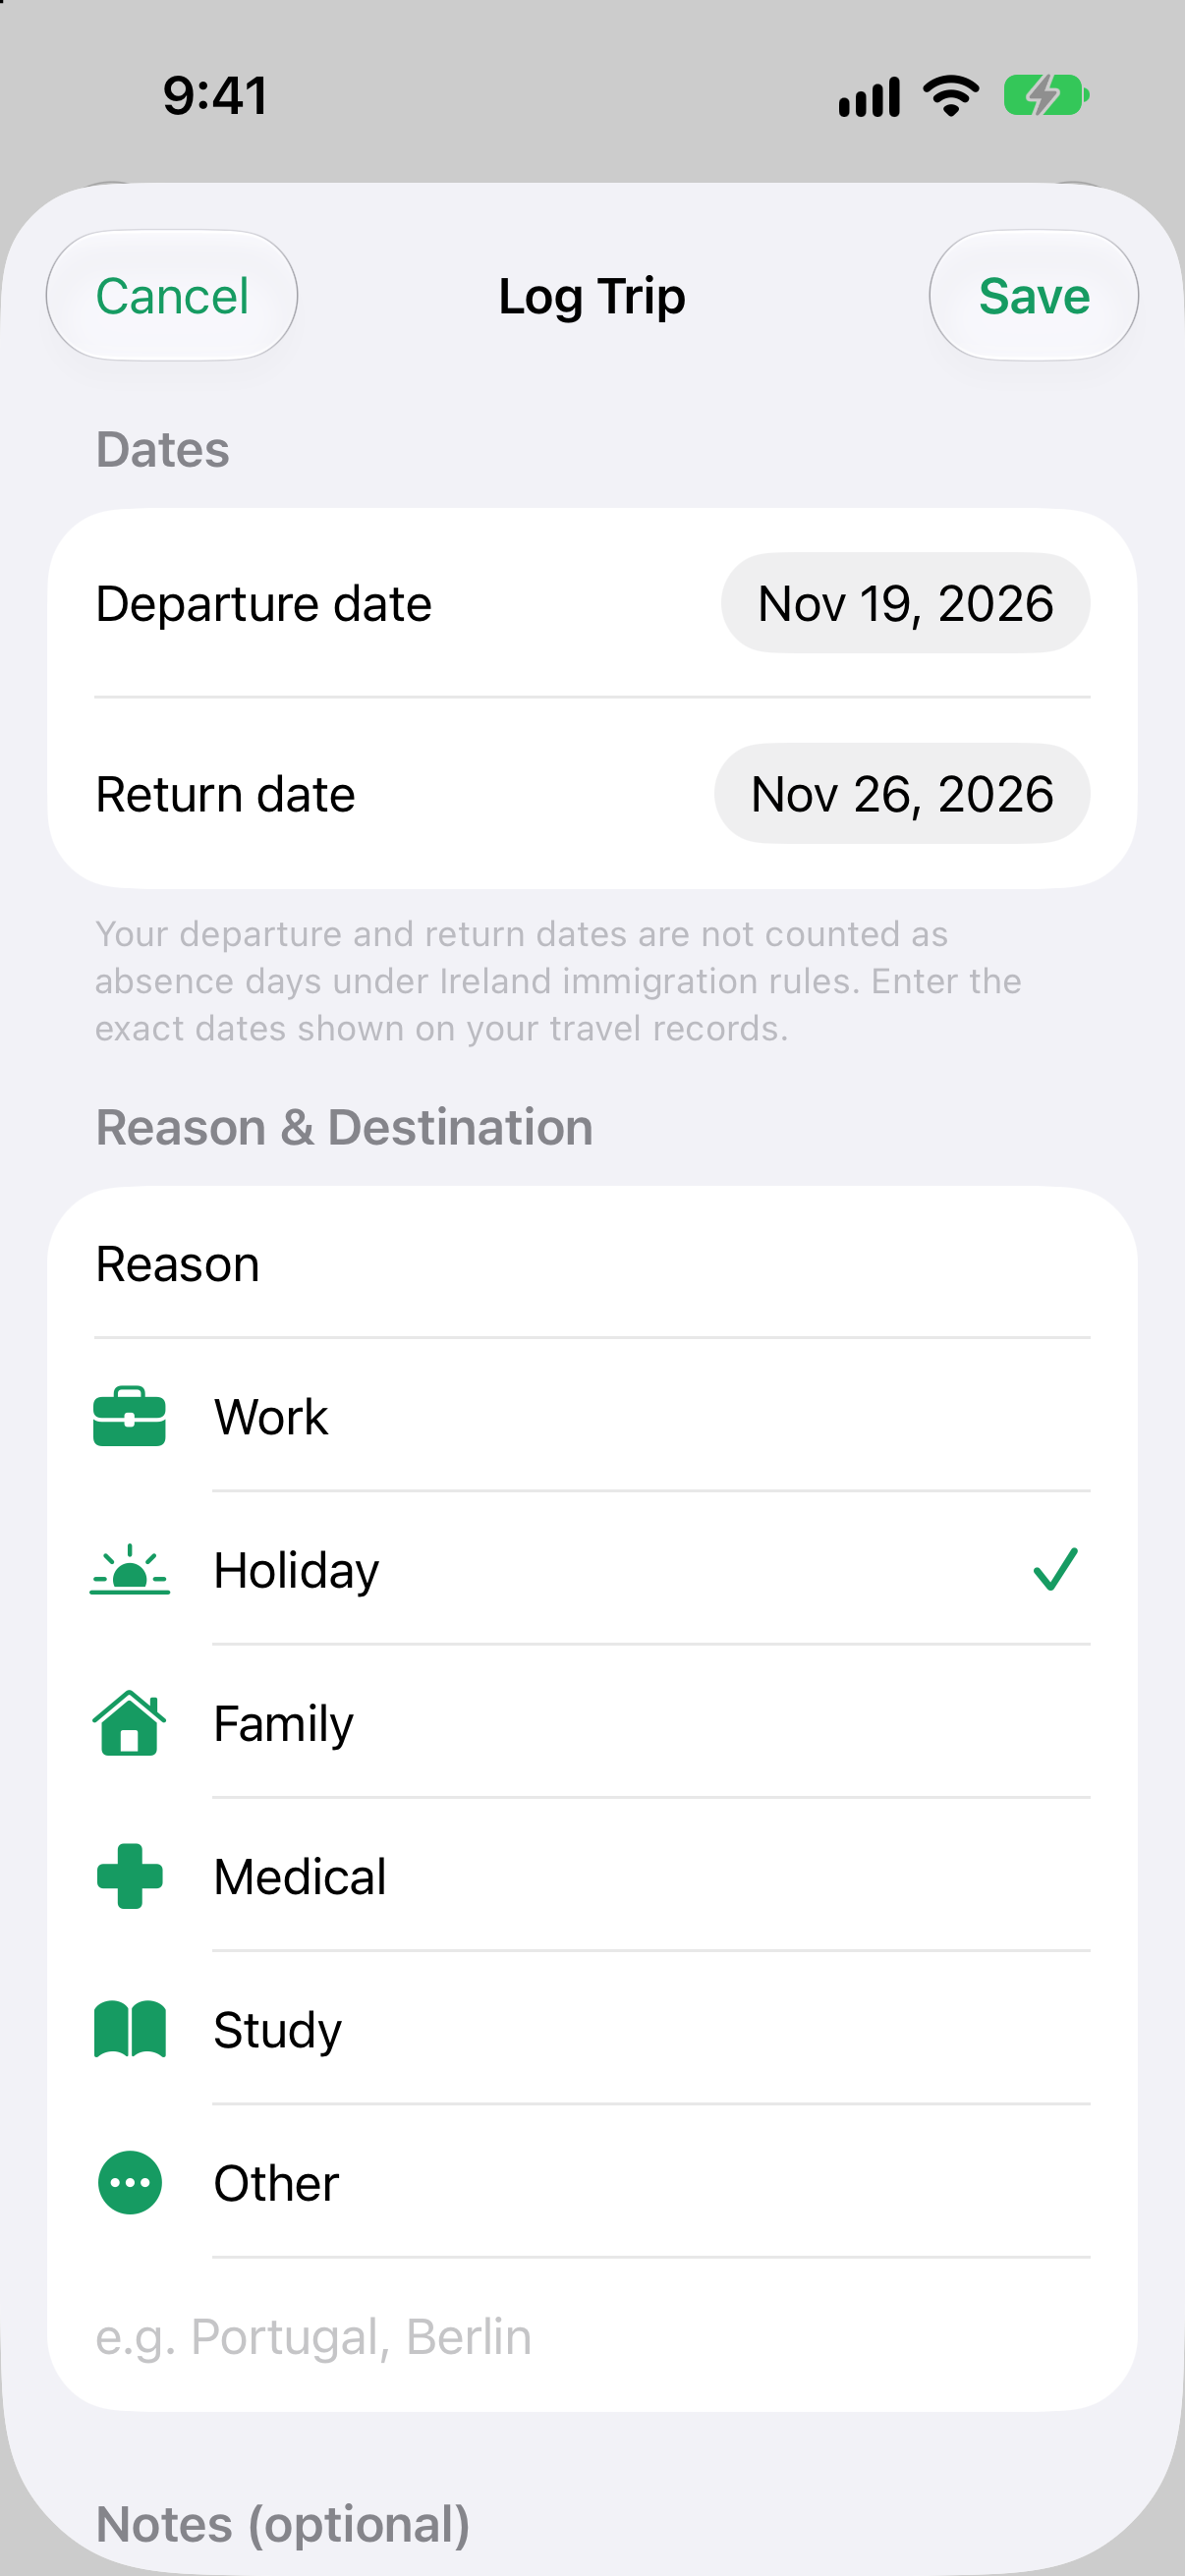 9:41
Cancel
Log Trip
Save
Dates
Departure date
Nov 19, 2026
Return date
Nov 26, 2026
Your departure and return dates are not counted as
absence days under Ireland immigration rules. Enter the
exact dates shown on your travel records.
Reason & Destination
Reason
Work
Holiday
Family
Medical
Study
Other
e.g. Portugal, Berlin
Notes (optional)